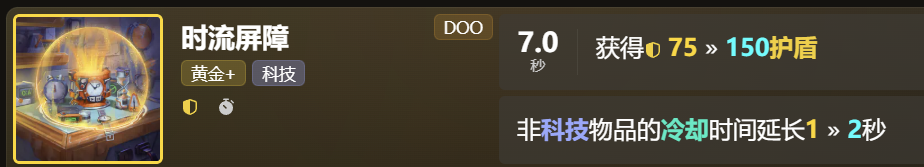 时流屏障
DOO
黄金+
科技
7.0
秒
获得 75 » 150护盾
非科技物品的冷却时间延长1 » 2秒